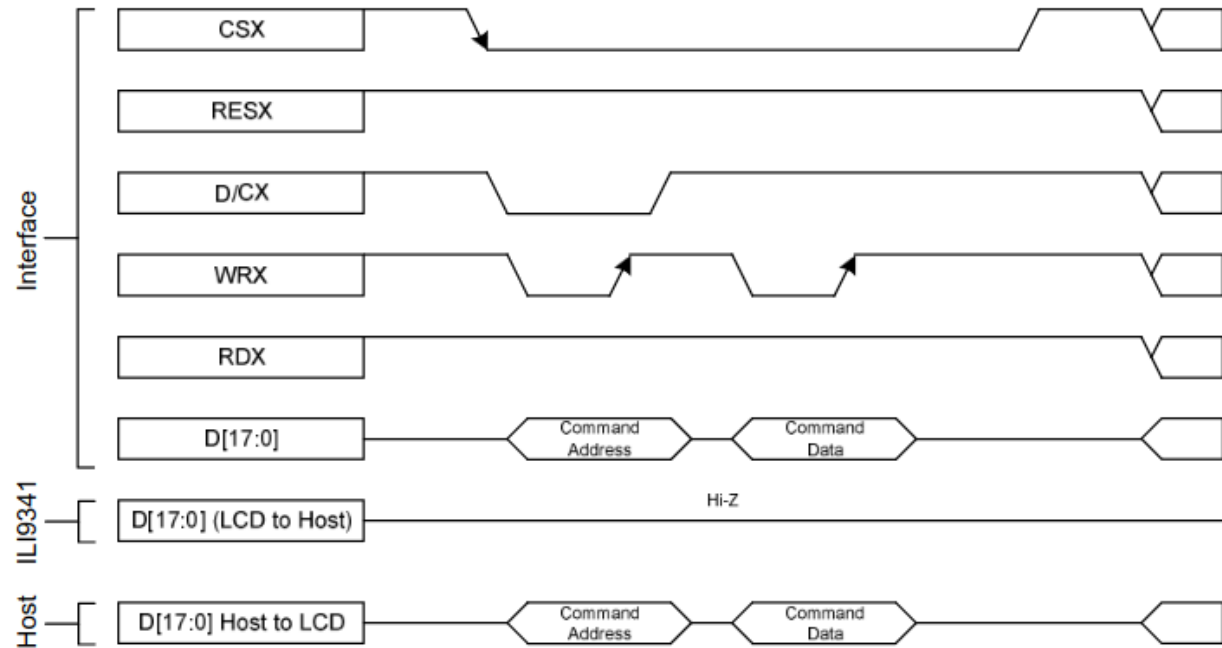 CSX
RESX
D/CX
WRX
RDX
D[17:0]
Command
Address
Command
Data
Interface
Hi-Z
D[17:0] (LCD to Host)
ILI9341
D[17:0] Host to LCD
Command
Address
Command
Data
Host